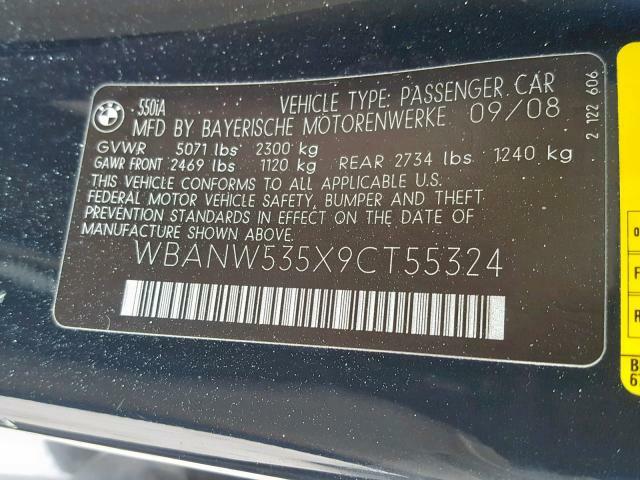 BMW
550iA
VEHICLE TYPE: PASSENGER CAR
MFD BY BAYERISCHE MOTORENWERKE 09/08
GVWR 5071 lbs 2300 kg
GAWR FRONT 2469 lbs 1120 kg REAR 2734 lbs 1240 kg
THIS VEHICLE CONFORMS TO ALL APPLICABLE U.S.
FEDERAL MOTOR VEHICLE SAFETY, BUMPER AND THEFT
PREVENTION STANDARDS IN EFFECT ON THE DATE OF
MANUFACTURE SHOWN ABOVE.
WBANW535X9CT55324
2 122 606